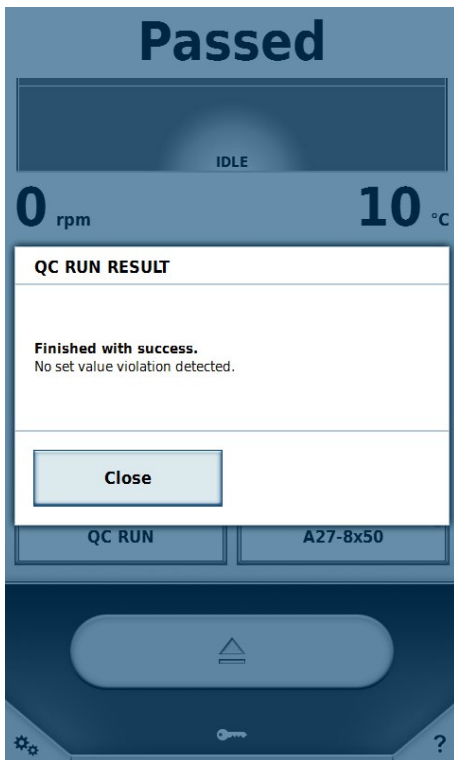 Passed
IDLE
0 rpm 10 °C
QC RUN RESULT
Finished with success.
No set value violation detected.
Close
QC RUN A27-8x50
?